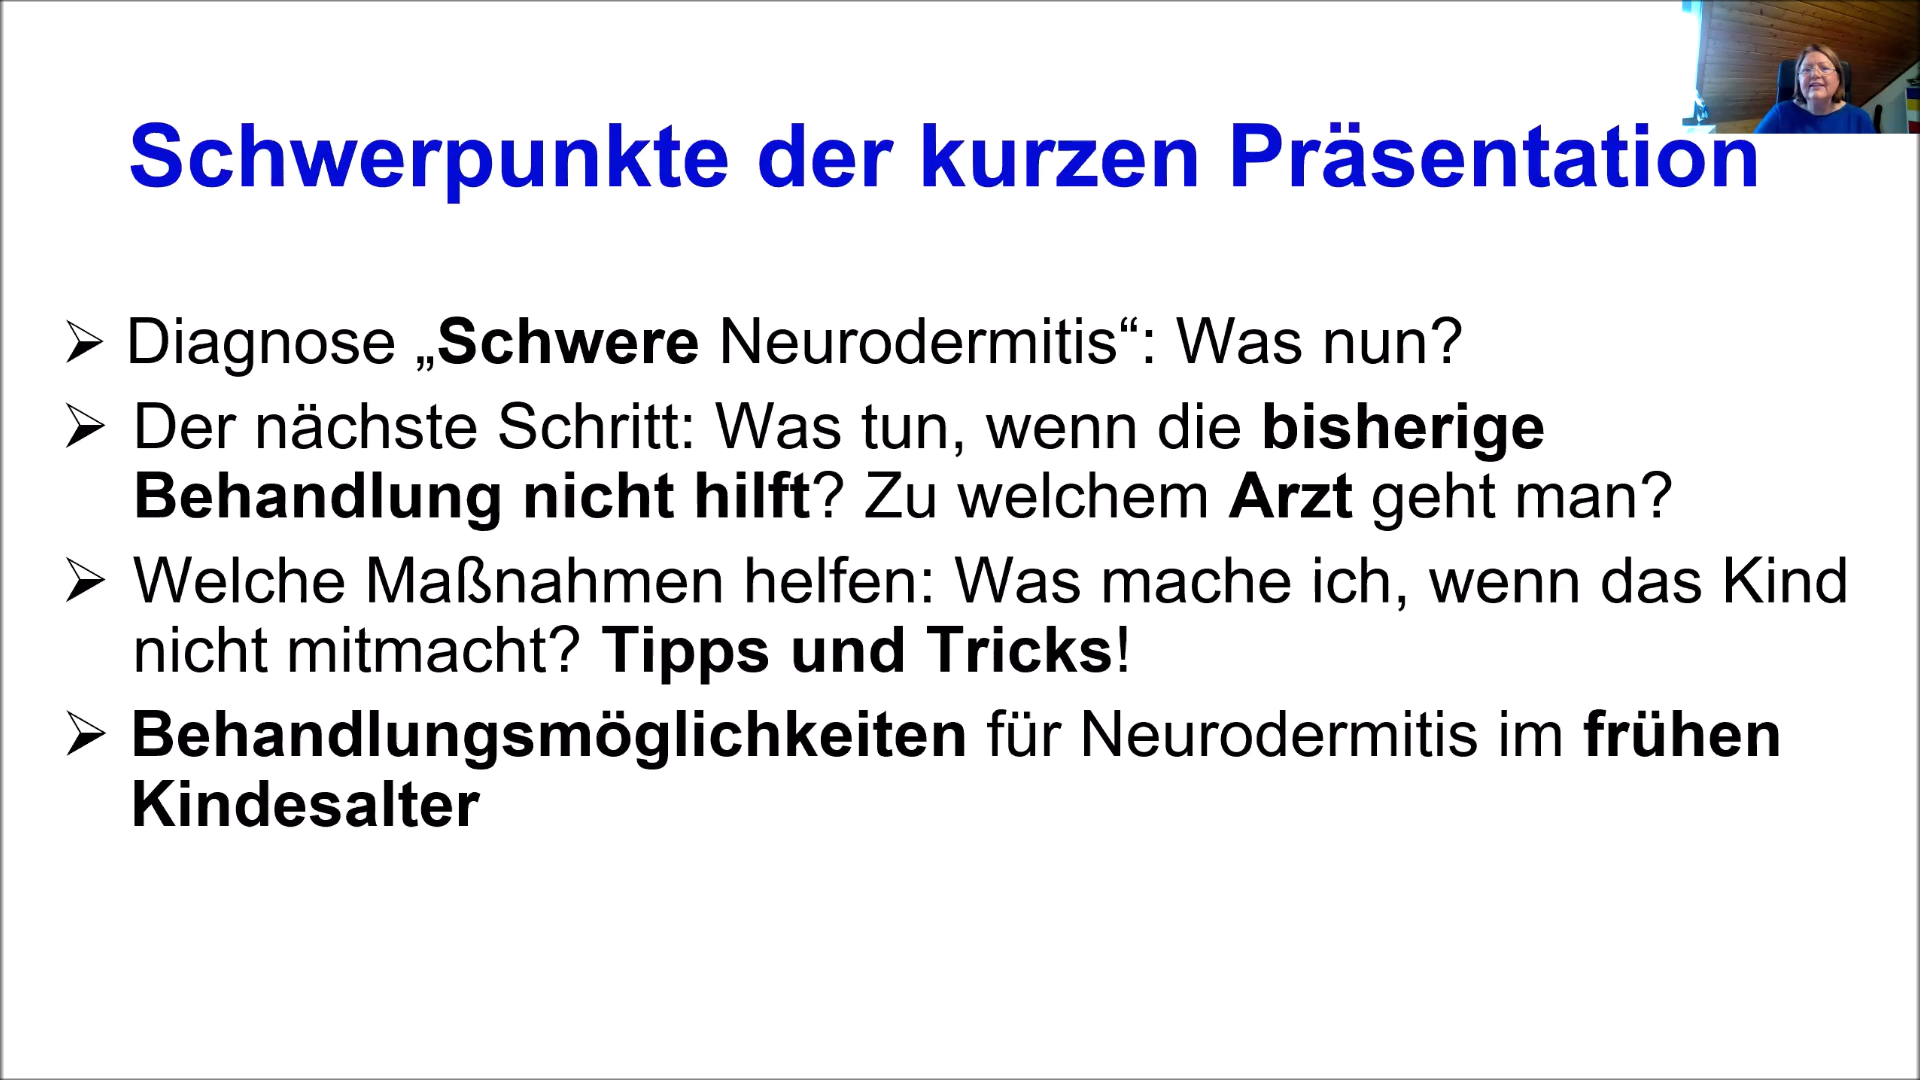 Schwerpunkte der kurzen Präsentation
➢ Diagnose „Schwere Neurodermitis“: Was nun?
➢ Der nächste Schritt: Was tun, wenn die bisherige
Behandlung nicht hilft? Zu welchem Arzt geht man?
➢ Welche Maßnahmen helfen: Was mache ich, wenn das Kind
nicht mitmacht? Tipps und Tricks!
➢ Behandlungsmöglichkeiten für Neurodermitis im frühen
Kindesalter